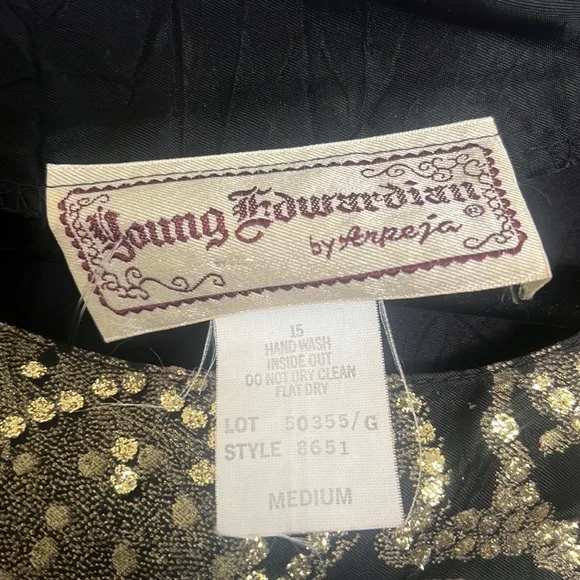 Young Edwardian
by Arpeja ®
15
HAND WASH
INSIDE OUT
DO NOT DRY CLEAN
FLAT DRY
LOT 50355/G
STYLE 8651
MEDIUM